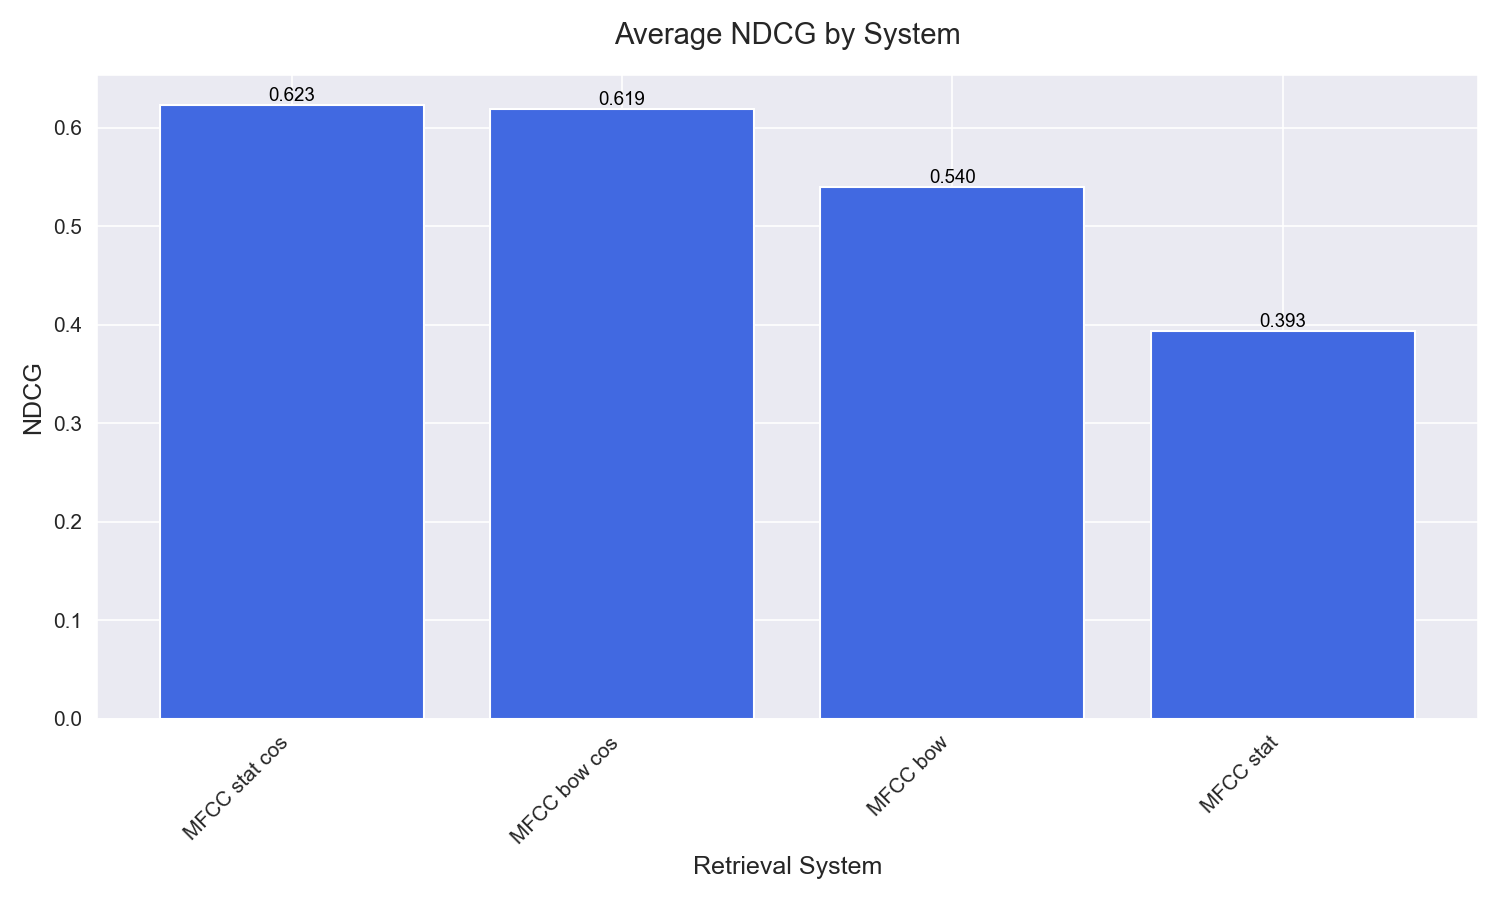 Average NDCG by System
0.623
0.619
0.540
0.393
0.6
0.5
0.4
0.3
0.2
0.1
0.0
NDCG
MFCC stat cos
MFCC bow cos
MFCC bow
MFCC stat
Retrieval System